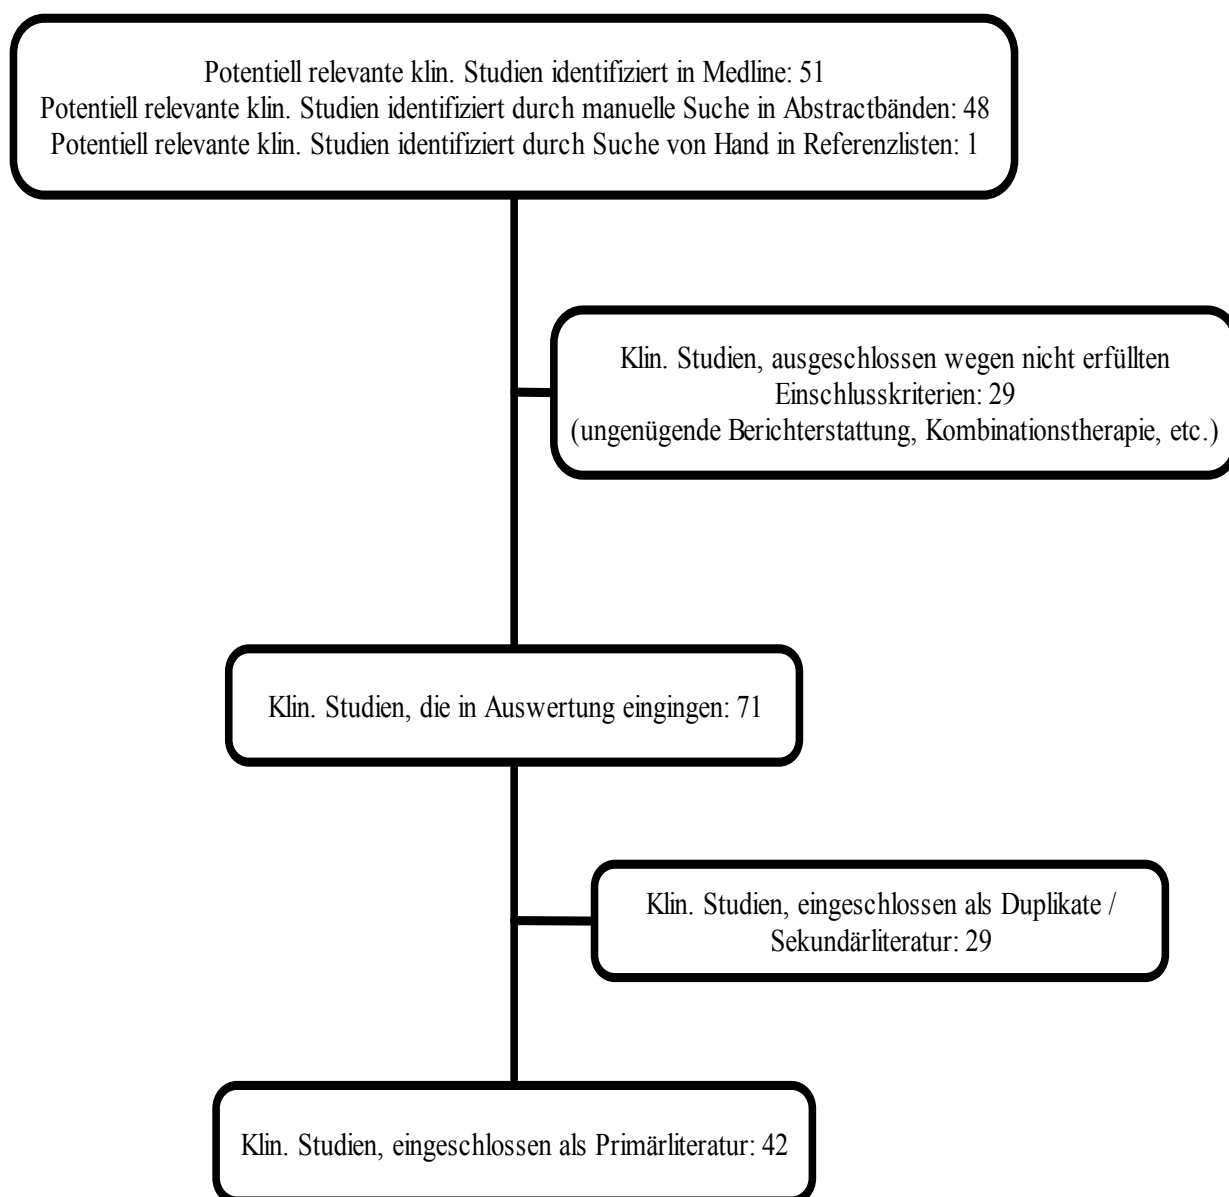 Potentiell relevante klin. Studien identifiziert in Medline: 51
Potentiell relevante klin. Studien identifiziert durch manuelle Suche in Abstractbänden: 48
Potentiell relevante klin. Studien identifiziert durch Suche von Hand in Referenzlisten: 1
Klin. Studien, ausgeschlossen wegen nicht erfüllten
Einschlusskriterien: 29
(ungenügende Berichterstattung, Kombinationstherapie, etc.)
Klin. Studien, die in Auswertung eingingen: 71
Klin. Studien, eingeschlossen als Duplikate /
Sekundärliteratur: 29
Klin. Studien, eingeschlossen als Primärliteratur: 42